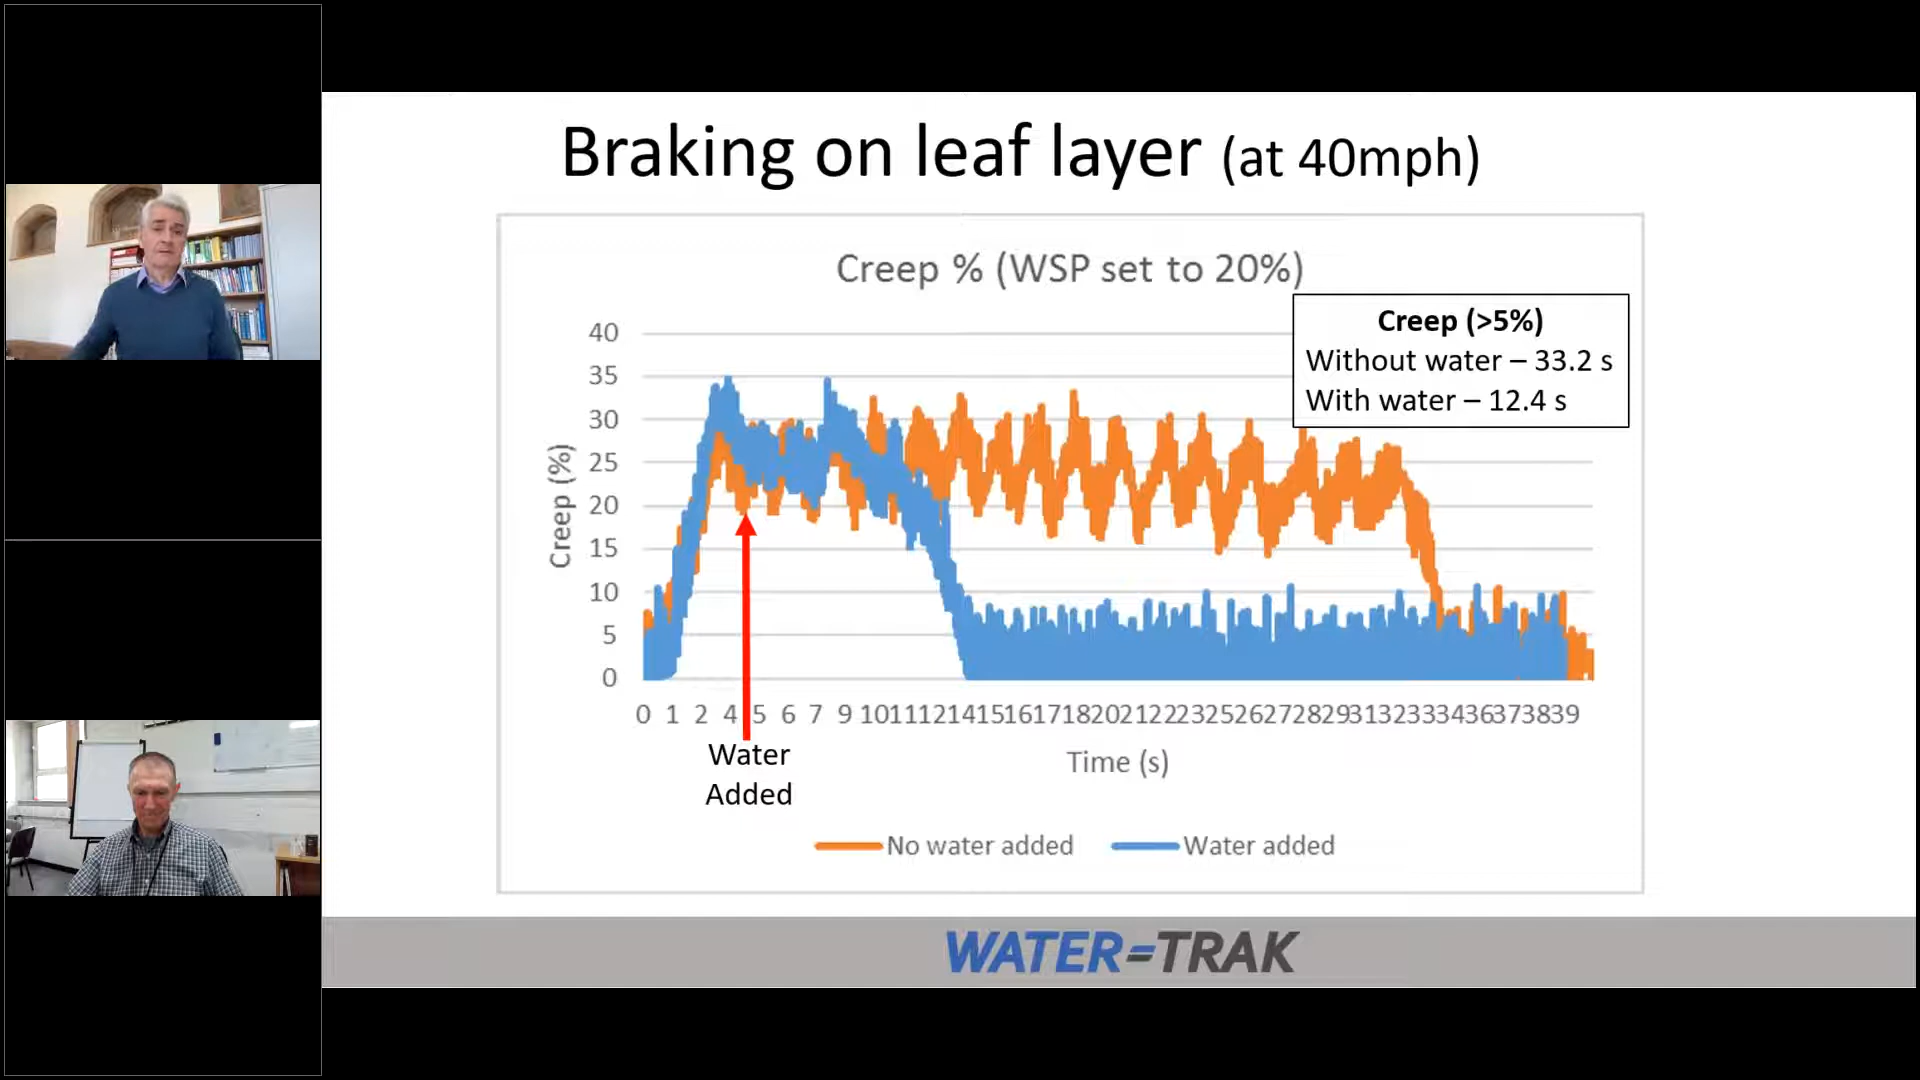 Braking on leaf layer (at 40mph)
Creep % (WSP set to 20%)
Creep (>5%)
Without water – 33.2 s
With water – 12.4 s
40
35
30
25
20
15
10
5
0
Creep (%)
0 1 2 4 5 6 7 9 10 11 12 14 15 16 17 18 20 21 22 23 25 26 27 28 29 31 32 33 34 36 37 38 39
Water
Added
Time (s)
No water added Water added
WATER=TRAK